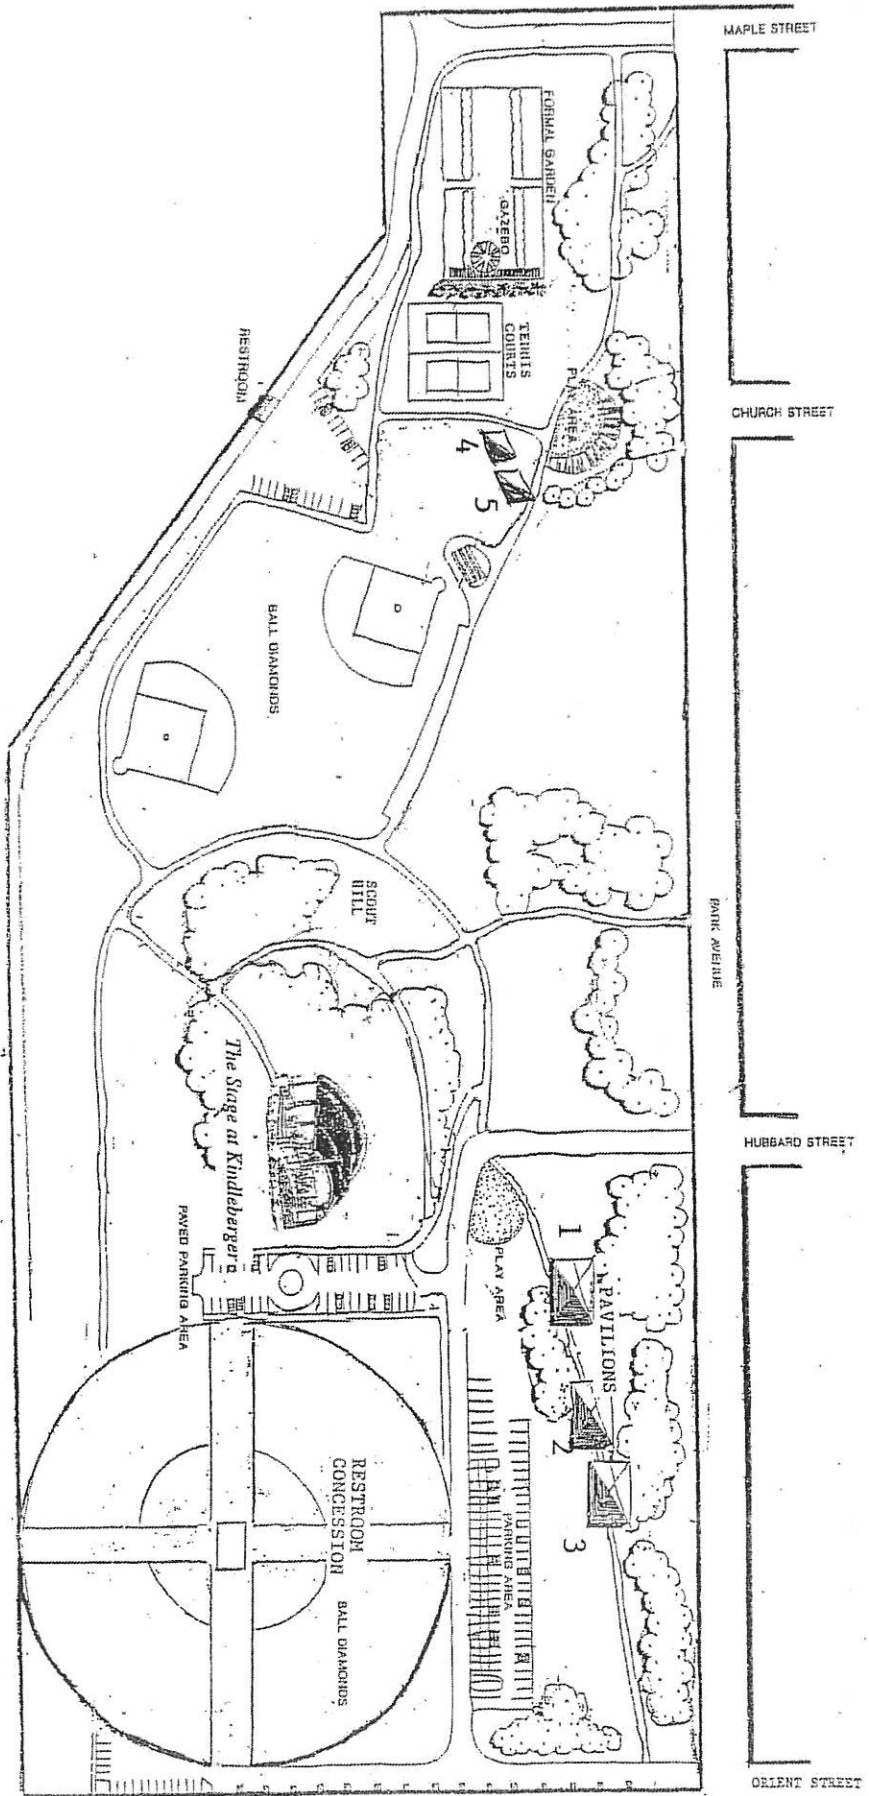 MAPLE STREET
FORMAL GARDEN
GAZEBO
TENNIS
COURTS
PLAY AREA
CHURCH STREET
RESTROOM
4
5
BALL DIAMONDS
SCOUT
HILL
PARK AVENUE
The Stage at Kindleberger
HUBBARD STREET
PAVED PARKING AREA
PLAY AREA
1
PAVILIONS
2
3
PARKING AREA
RESTROOM
CONCESSION
BALL DIAMONDS
ORIENT STREET